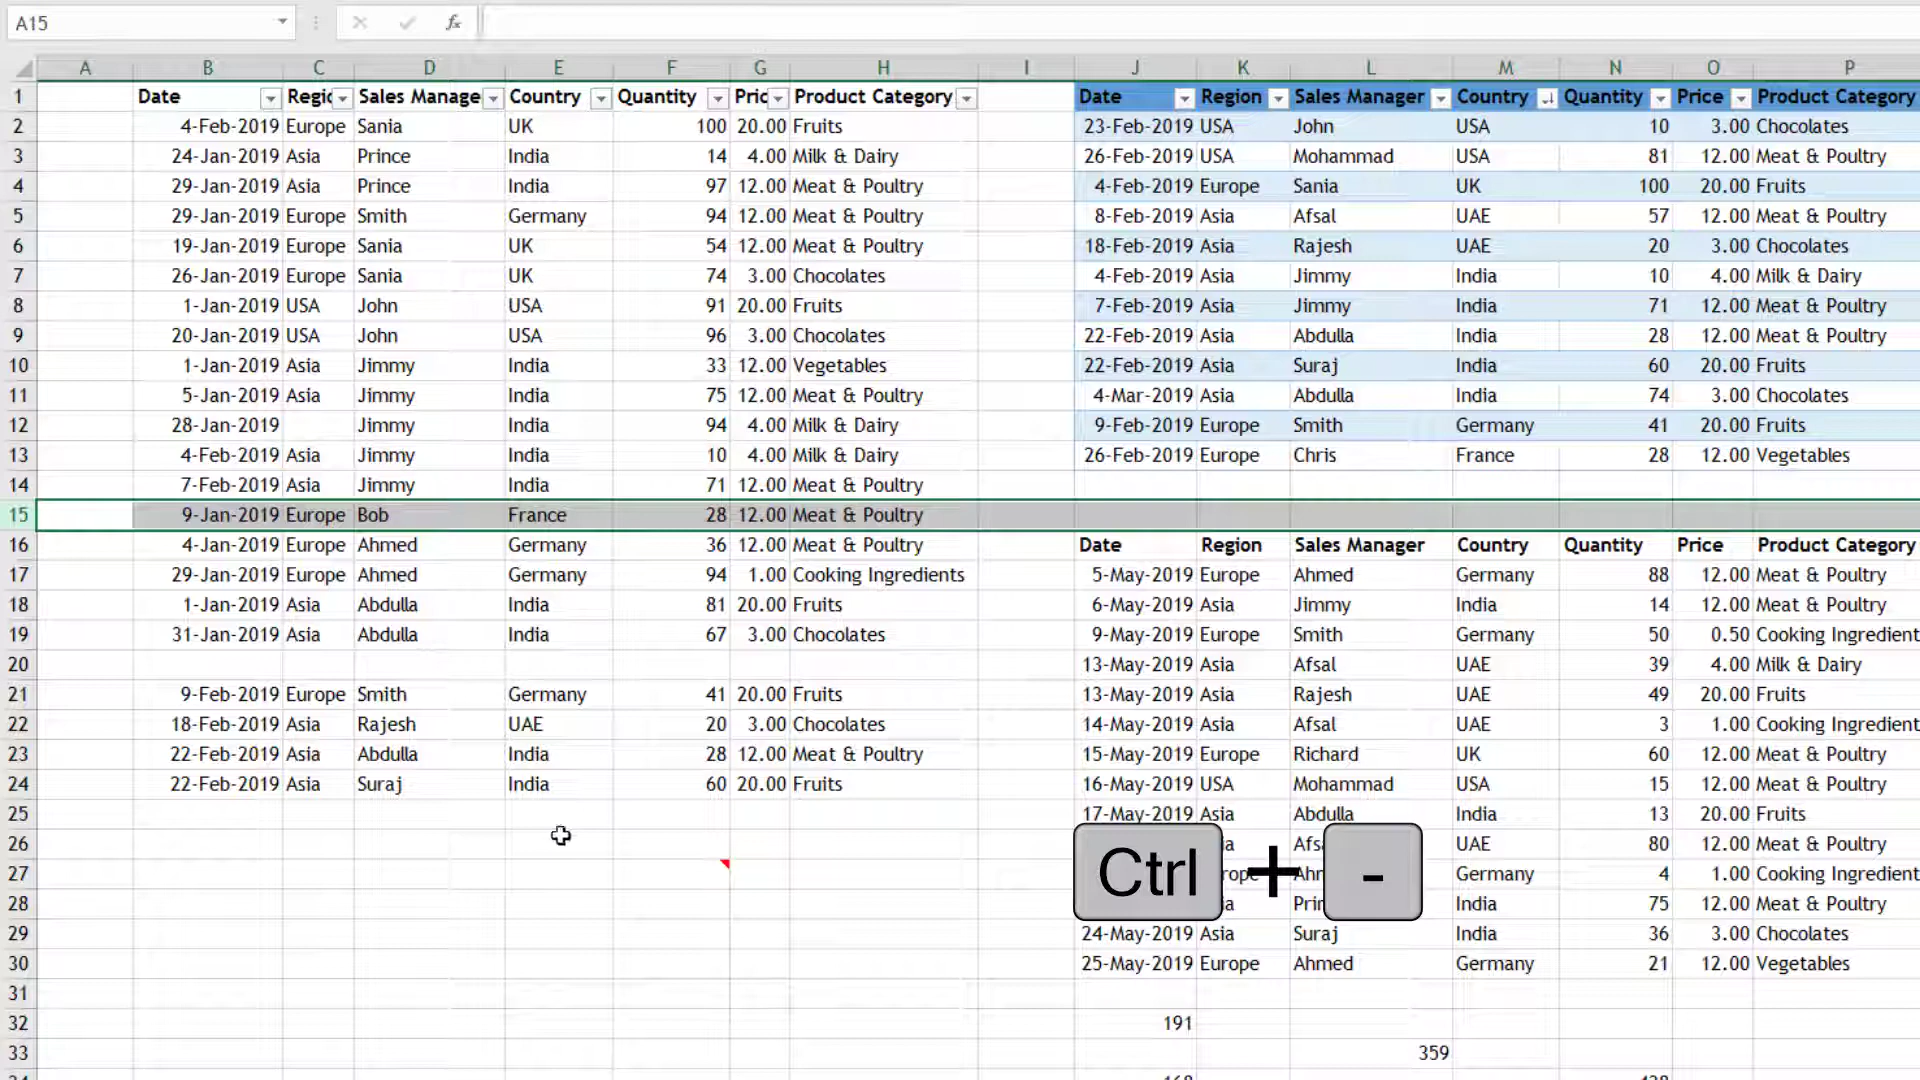 A15
fx
A B C D E F G H I J K L M N O P
1 Date Regic Sales Manage Country Quantity Pric Product Category Date Region Sales Manager Country Quantity Price Product Category
2 4-Feb-2019 Europe Sania UK 100 20.00 Fruits 23-Feb-2019 USA John USA 10 3.00 Chocolates
3 24-Jan-2019 Asia Prince India 14 4.00 Milk & Dairy 26-Feb-2019 USA Mohammad USA 81 12.00 Meat & Poultry
4 29-Jan-2019 Asia Prince India 97 12.00 Meat & Poultry 4-Feb-2019 Europe Sania UK 100 20.00 Fruits
5 29-Jan-2019 Europe Smith Germany 94 12.00 Meat & Poultry 8-Feb-2019 Asia Afsal UAE 57 12.00 Meat & Poultry
6 19-Jan-2019 Europe Sania UK 54 12.00 Meat & Poultry 18-Feb-2019 Asia Rajesh UAE 20 3.00 Chocolates
7 26-Jan-2019 Europe Sania UK 74 3.00 Chocolates 4-Feb-2019 Asia Jimmy India 10 4.00 Milk & Dairy
8 1-Jan-2019 USA John USA 91 20.00 Fruits 7-Feb-2019 Asia Jimmy India 71 12.00 Meat & Poultry
9 20-Jan-2019 USA John USA 96 3.00 Chocolates 22-Feb-2019 Asia Abdulla India 28 12.00 Meat & Poultry
10 1-Jan-2019 Asia Jimmy India 33 12.00 Vegetables 22-Feb-2019 Asia Suraj India 60 20.00 Fruits
11 5-Jan-2019 Asia Jimmy India 75 12.00 Meat & Poultry 4-Mar-2019 Asia Abdulla India 74 3.00 Chocolates
12 28-Jan-2019 Jimmy India 94 4.00 Milk & Dairy 9-Feb-2019 Europe Smith Germany 41 20.00 Fruits
13 4-Feb-2019 Asia Jimmy India 10 4.00 Milk & Dairy 26-Feb-2019 Europe Chris France 28 12.00 Vegetables
14 7-Feb-2019 Asia Jimmy India 71 12.00 Meat & Poultry
15 9-Jan-2019 Europe Bob France 28 12.00 Meat & Poultry
16 4-Jan-2019 Europe Ahmed Germany 36 12.00 Meat & Poultry Date Region Sales Manager Country Quantity Price Product Category
17 29-Jan-2019 Europe Ahmed Germany 94 1.00 Cooking Ingredients 5-May-2019 Europe Ahmed Germany 88 12.00 Meat & Poultry
18 1-Jan-2019 Asia Abdulla India 81 20.00 Fruits 6-May-2019 Asia Jimmy India 14 12.00 Meat & Poultry
19 31-Jan-2019 Asia Abdulla India 67 3.00 Chocolates 9-May-2019 Europe Smith Germany 50 0.50 Cooking Ingredient
20 13-May-2019 Asia Afsal UAE 39 4.00 Milk & Dairy
21 9-Feb-2019 Europe Smith Germany 41 20.00 Fruits 13-May-2019 Asia Rajesh UAE 49 20.00 Fruits
22 18-Feb-2019 Asia Rajesh UAE 20 3.00 Chocolates 14-May-2019 Asia Afsal UAE 3 1.00 Cooking Ingredient
23 22-Feb-2019 Asia Abdulla India 28 12.00 Meat & Poultry 15-May-2019 Europe Richard UK 60 12.00 Meat & Poultry
24 22-Feb-2019 Asia Suraj India 60 20.00 Fruits 16-May-2019 USA Mohammad USA 15 12.00 Meat & Poultry
25 17-May-2019 Asia Abdulla India 13 20.00 Fruits
26 UAE 80 12.00 Meat & Poultry
27 Germany 4 1.00 Cooking Ingredient
28 India 75 12.00 Meat & Poultry
Ctrl + -
29 24-May-2019 Asia Suraj India 36 3.00 Chocolates
30 25-May-2019 Europe Ahmed Germany 21 12.00 Vegetables
31
32 191
33 359